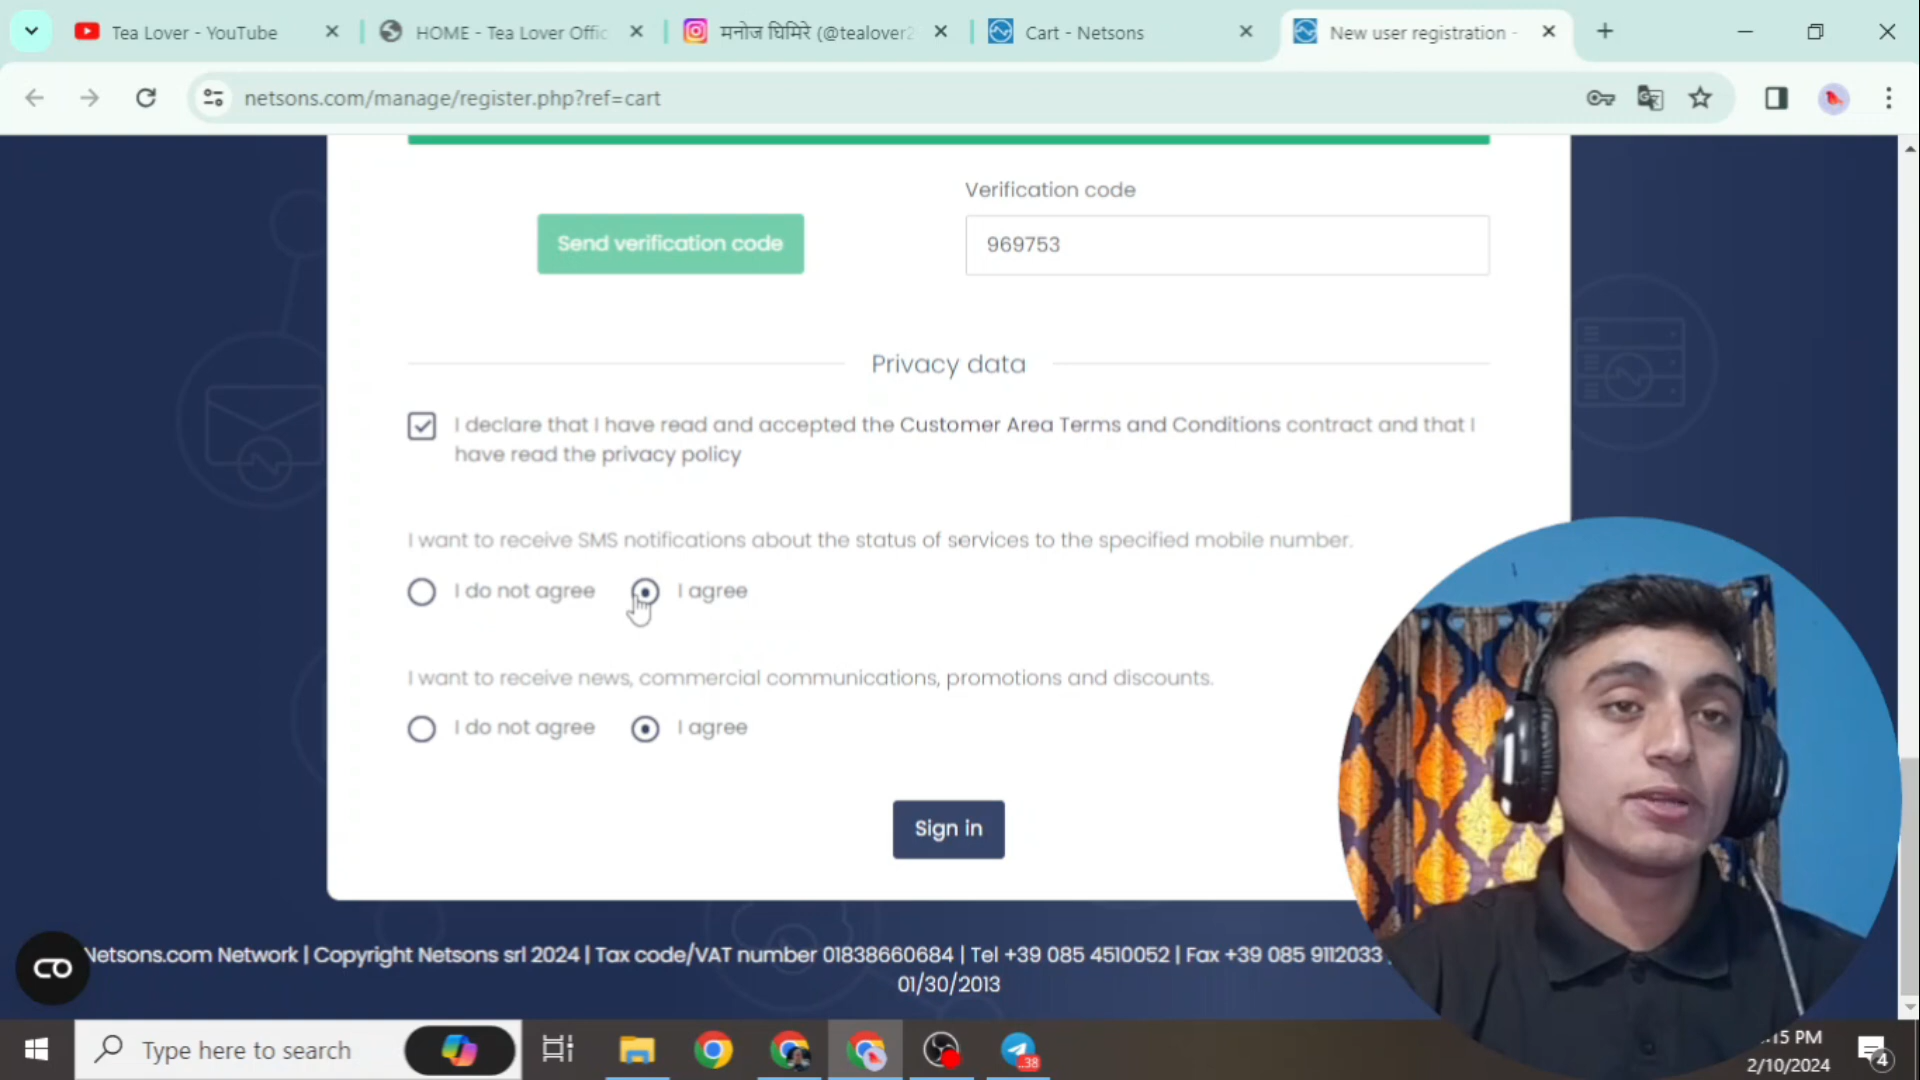 Tea Lover - YouTube
HOME - Tea Lover Offic
मनोज घिमिरे (@tealover2
Cart - Netsons
New user registration -
netsons.com/manage/register.php?ref=cart
Verification code
Send verification code
969753
Privacy data
I declare that I have read and accepted the Customer Area Terms and Conditions contract and that I
have read the privacy policy
I want to receive SMS notifications about the status of services to the specified mobile number.
I do not agree
I agree
I want to receive news, commercial communications, promotions and discounts.
I do not agree
I agree
Sign in
Netsons.com Network | Copyright Netsons srl 2024 | Tax code/VAT number 01838660684 | Tel +39 085 4510052 | Fax +39 085 9112033
01/30/2013
Type here to search
38
:15 PM
2/10/2024
4